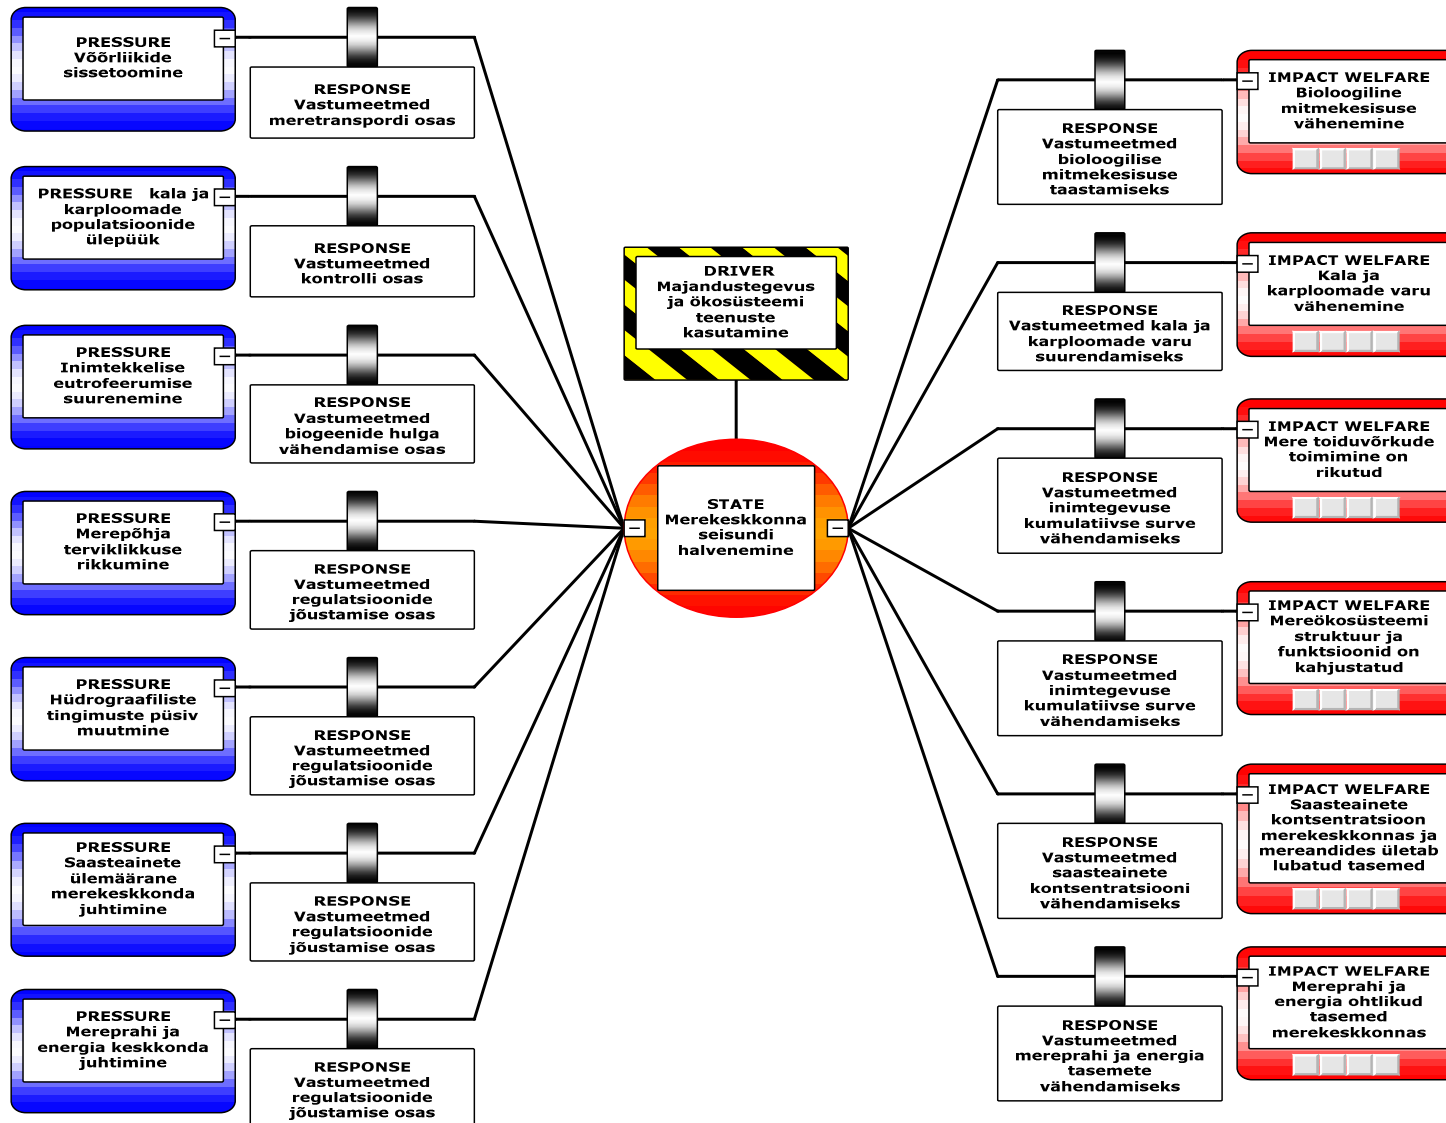 PRESSURE
Võõrliikide
sissetoomine
RESPONSE
Vastumeetmed
meretranspordi osas
PRESSURE kala ja
karploomade
populatsioonide
ülepüük
RESPONSE
Vastumeetmed
kontrolli osas
PRESSURE
Inimtekkelise
eutrofeerumise
suurenemine
RESPONSE
Vastumeetmed
biogeenide hulga
vähendamise osas
PRESSURE
Merepõhja
terviklikkuse
rikkumine
RESPONSE
Vastumeetmed
regulatsioonide
jõustamise osas
PRESSURE
Hüdrograafiliste
tingimuste püsiv
muutmine
RESPONSE
Vastumeetmed
regulatsioonide
jõustamise osas
PRESSURE
Saasteainete
ülemäärane
merekeskkonda
juhtimine
RESPONSE
Vastumeetmed
regulatsioonide
jõustamise osas
PRESSURE
Mereprahi ja
energia keskkonda
juhtimine
RESPONSE
Vastumeetmed
regulatsioonide
jõustamise osas
DRIVER
Majandustegevus
ja ökosüsteemi
teenuste
kasutamine
STATE
Merekeskkonna
seisundi
halvenemine
IMPACT WELFARE
Bioloogiline
mitmekesisuse
vähenemine
RESPONSE
Vastumeetmed
bioloogilise
mitmekesisuse
taastamiseks
IMPACT WELFARE
Kala ja
karploomade varu
vähenemine
RESPONSE
Vastumeetmed kala ja
karploomade varu
suurendamiseks
IMPACT WELFARE
Mere toiduvõrkude
toimimine on
rikutud
RESPONSE
Vastumeetmed
inimtegevuse
kumulatiivse surve
vähendamiseks
IMPACT WELFARE
Mereökosüsteemi
struktuur ja
funktsioonid on
kahjustatud
RESPONSE
Vastumeetmed
inimtegevuse
kumulatiivse surve
vähendamiseks
IMPACT WELFARE
Saasteainete
kontsentratsioon
merekeskkonnas ja
mereandides ületab
lubatud tasemed
RESPONSE
Vastumeetmed
saasteainete
kontsentratsiooni
vähendamiseks
IMPACT WELFARE
Mereprahi ja
energia ohtlikud
tasemed
merekeskkonnas
RESPONSE
Vastumeetmed
mereprahi ja energia
tasemete
vähendamiseks